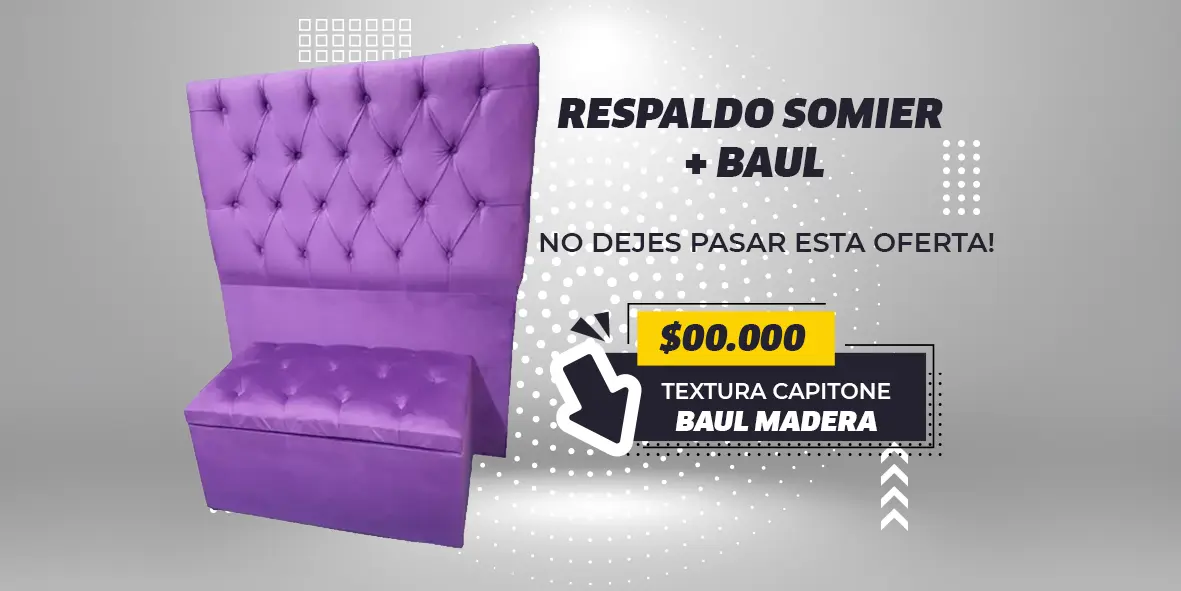 RESPALDO SOMIER
+ BAUL
NO DEJES PASAR ESTA OFERTA!
$00.000
TEXTURA CAPITONE
BAUL MADERA